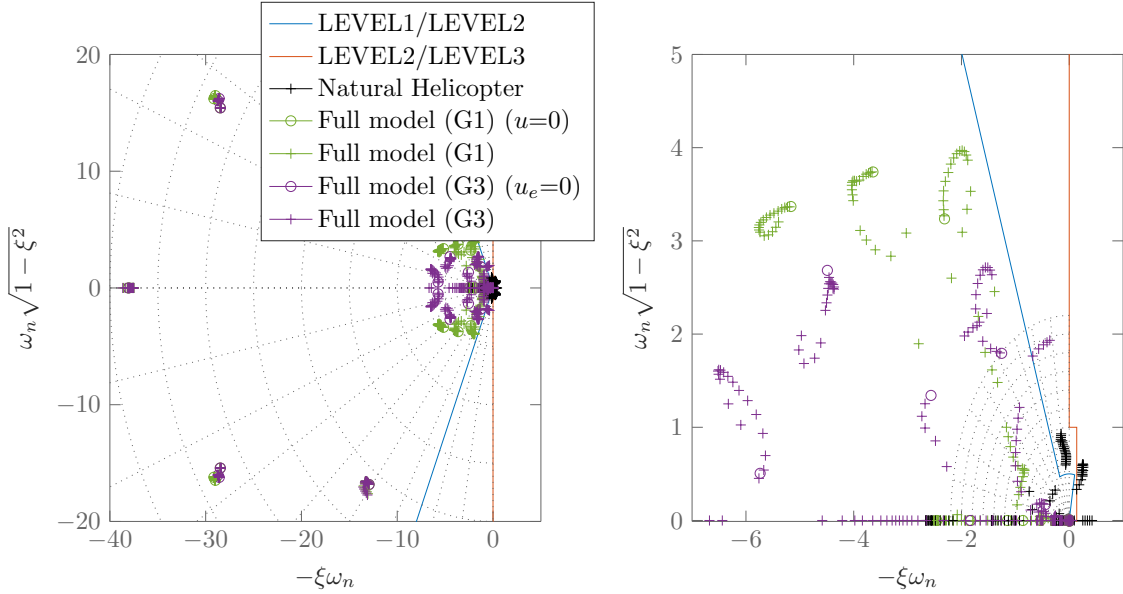 LEVEL1/LEVEL2
LEVEL2/LEVEL3
Natural Helicopter
Full model (G1) (u=0)
Full model (G1)
Full model (G3) (u_e=0)
Full model (G3)
20
10
0
−10
−20
−40
−30
−20
−10
0
−ξω_n
ω_n√1 − ξ²
5
4
3
2
1
0
−6
−4
−2
0
−ξω_n
ω_n√1 − ξ²